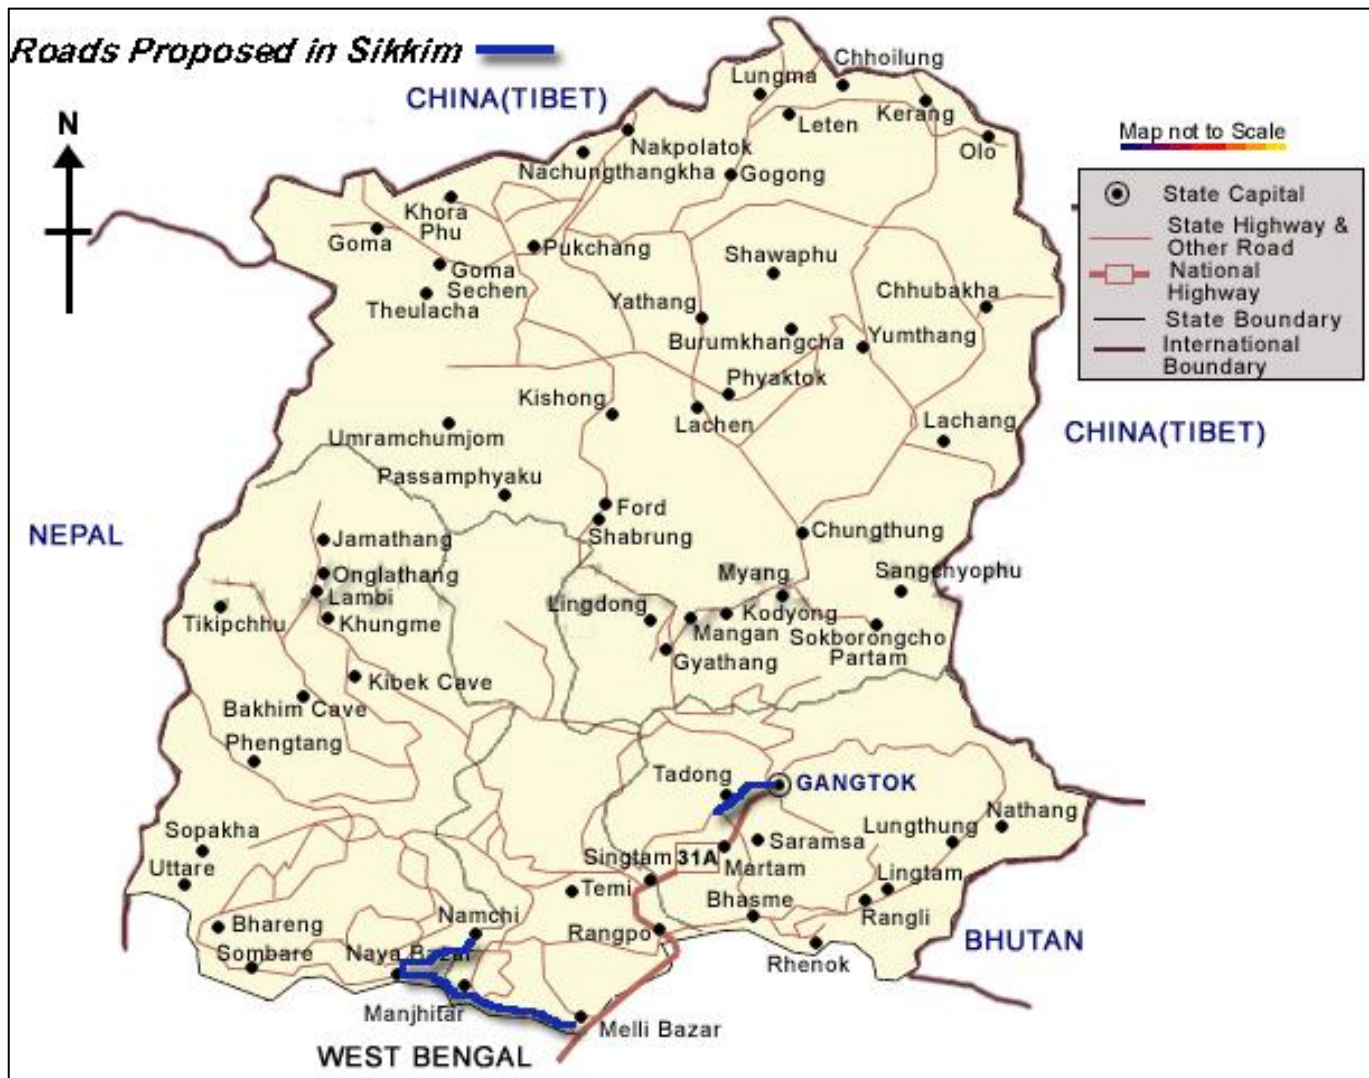 Roads Proposed in Sikkim
CHINA(TIBET)
N
Map not to Scale
State Capital
State Highway &
Other Road
National
Highway
State Boundary
International
Boundary
Chhoilung
Lungma
Leten
Kerang
Olo
Nakpolatok
Nachungthangkha
Gogong
Khora
Phu
Goma
Pukchang
Goma
Sechen
Theulacha
Shawaphu
Yathang
Chhubakha
Burumkhangcha
Yumthang
Phyaktok
Kishong
Lachen
Lachang
CHINA(TIBET)
Umramchumjom
Passamphyaku
Ford
Shabrung
Chungthung
NEPAL
Jamathang
Onglathang
Lambi
Tikipchhu
Khungme
Myang
Sangchyophu
Lingdong
Kodyong
Mangan
Sokborongcho
Partam
Gyathang
Kibek Cave
Bakhim Cave
Phengtang
Tadong
GANGTOK
Nathang
Sopakha
Lungthung
Saramsa
Uttare
Singtam
31A
Martam
Lingtam
Temi
Bhasme
Rangli
Bhareng
Namchi
Rangpo
BHUTAN
Sombare
Naya Bazar
Rhenok
Manjhitar
Melli Bazar
WEST BENGAL